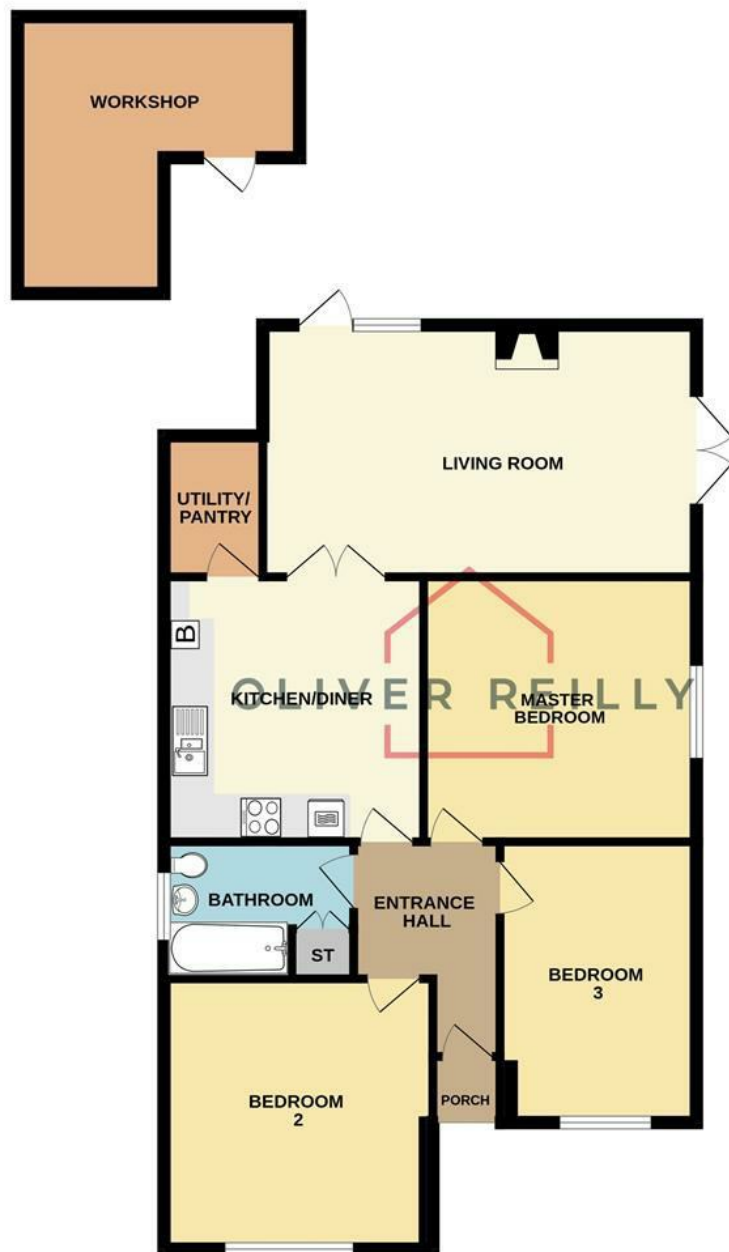 WORKSHOP
LIVING ROOM
UTILITY/
PANTRY
B
KITCHEN/DINER
OLIVER REILLY
MASTER
BEDROOM
BATHROOM
ENTRANCE
HALL
ST
BEDROOM
3
BEDROOM
2
PORCH